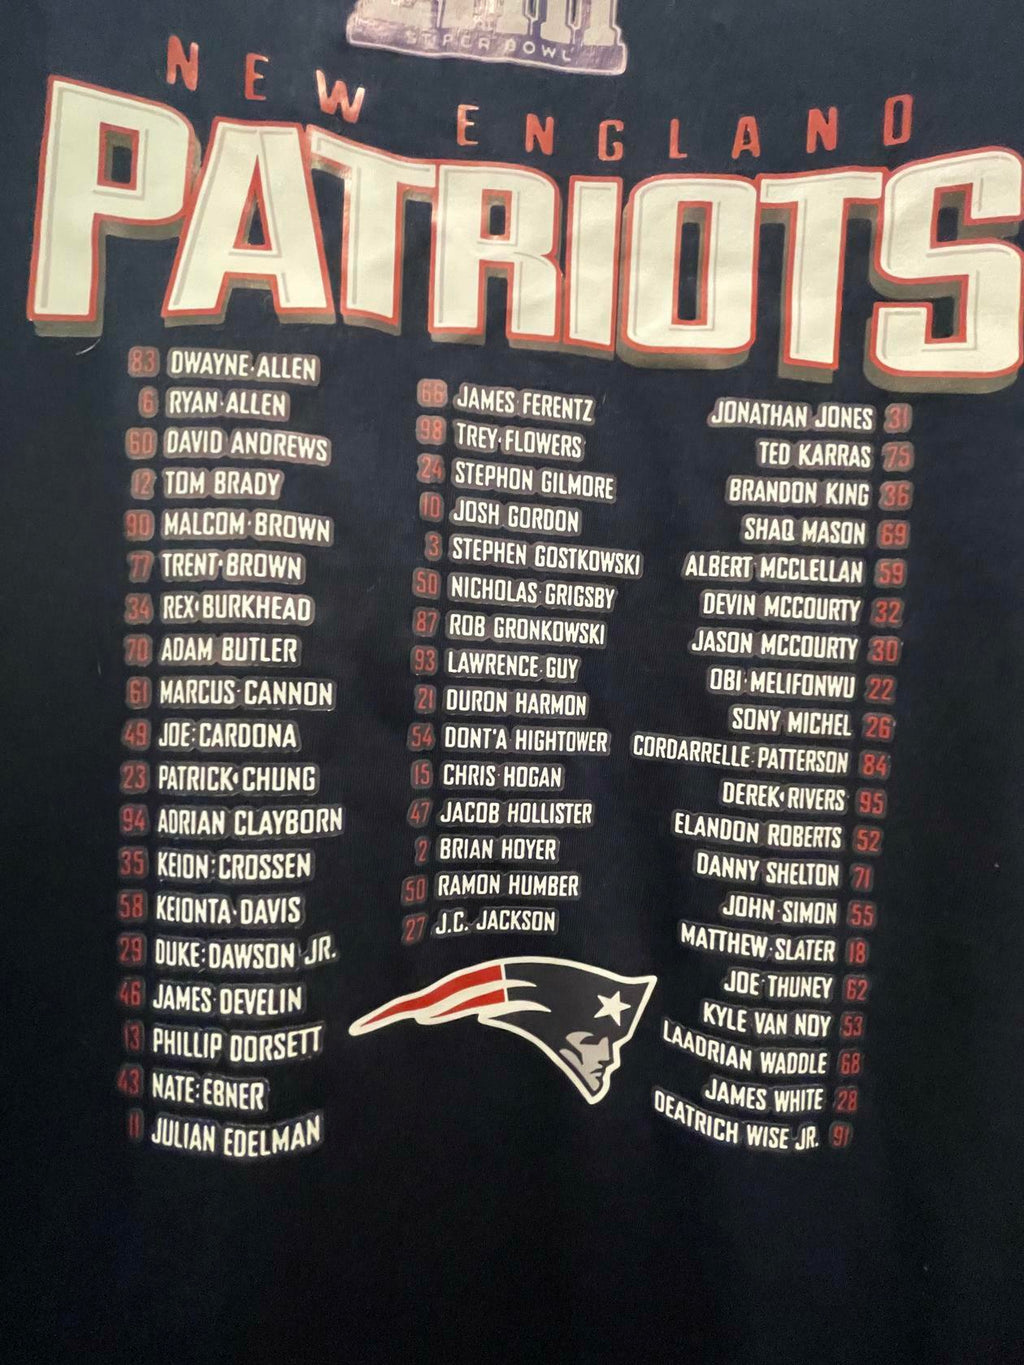 SUPER BOWL
NEW ENGLAND
PATRIOTS
83 DWAYNE ALLEN
6 RYAN ALLEN
60 DAVID ANDREWS
12 TOM BRADY
90 MALCOM BROWN
77 TRENT BROWN
34 REX BURKHEAD
70 ADAM BUTLER
61 MARCUS CANNON
49 JOE CARDONA
23 PATRICK CHUNG
94 ADRIAN CLAYBORN
35 KEION CROSSEN
58 KEIONTA DAVIS
29 DUKE DAWSON JR.
46 JAMES DEVELIN
13 PHILLIP DORSETT
43 NATE EBNER
11 JULIAN EDELMAN
66 JAMES FERENTZ
98 TREY FLOWERS
24 STEPHON GILMORE
10 JOSH GORDON
3 STEPHEN GOSTKOWSKI
50 NICHOLAS GRIGSBY
87 ROB GRONKOWSKI
93 LAWRENCE GUY
21 DURON HARMON
54 DONT'A HIGHTOWER
15 CHRIS HOGAN
47 JACOB HOLLISTER
2 BRIAN HOYER
50 RAMON HUMBER
27 J.C. JACKSON
JONATHAN JONES 31
TED KARRAS 75
BRANDON KING 36
SHAQ MASON 69
ALBERT MCCLELLAN 59
DEVIN MCCOURTY 32
JASON MCCOURTY 30
OBI MELIFONWU 22
SONY MICHEL 26
CORDARRELLE PATTERSON 84
DEREK RIVERS 95
ELANDON ROBERTS 52
DANNY SHELTON 71
JOHN SIMON 55
MATTHEW SLATER 18
JOE THUNEY 62
KYLE VAN NOY 53
LAADRIAN WADDLE 68
JAMES WHITE 28
DEATRICH WISE JR. 91